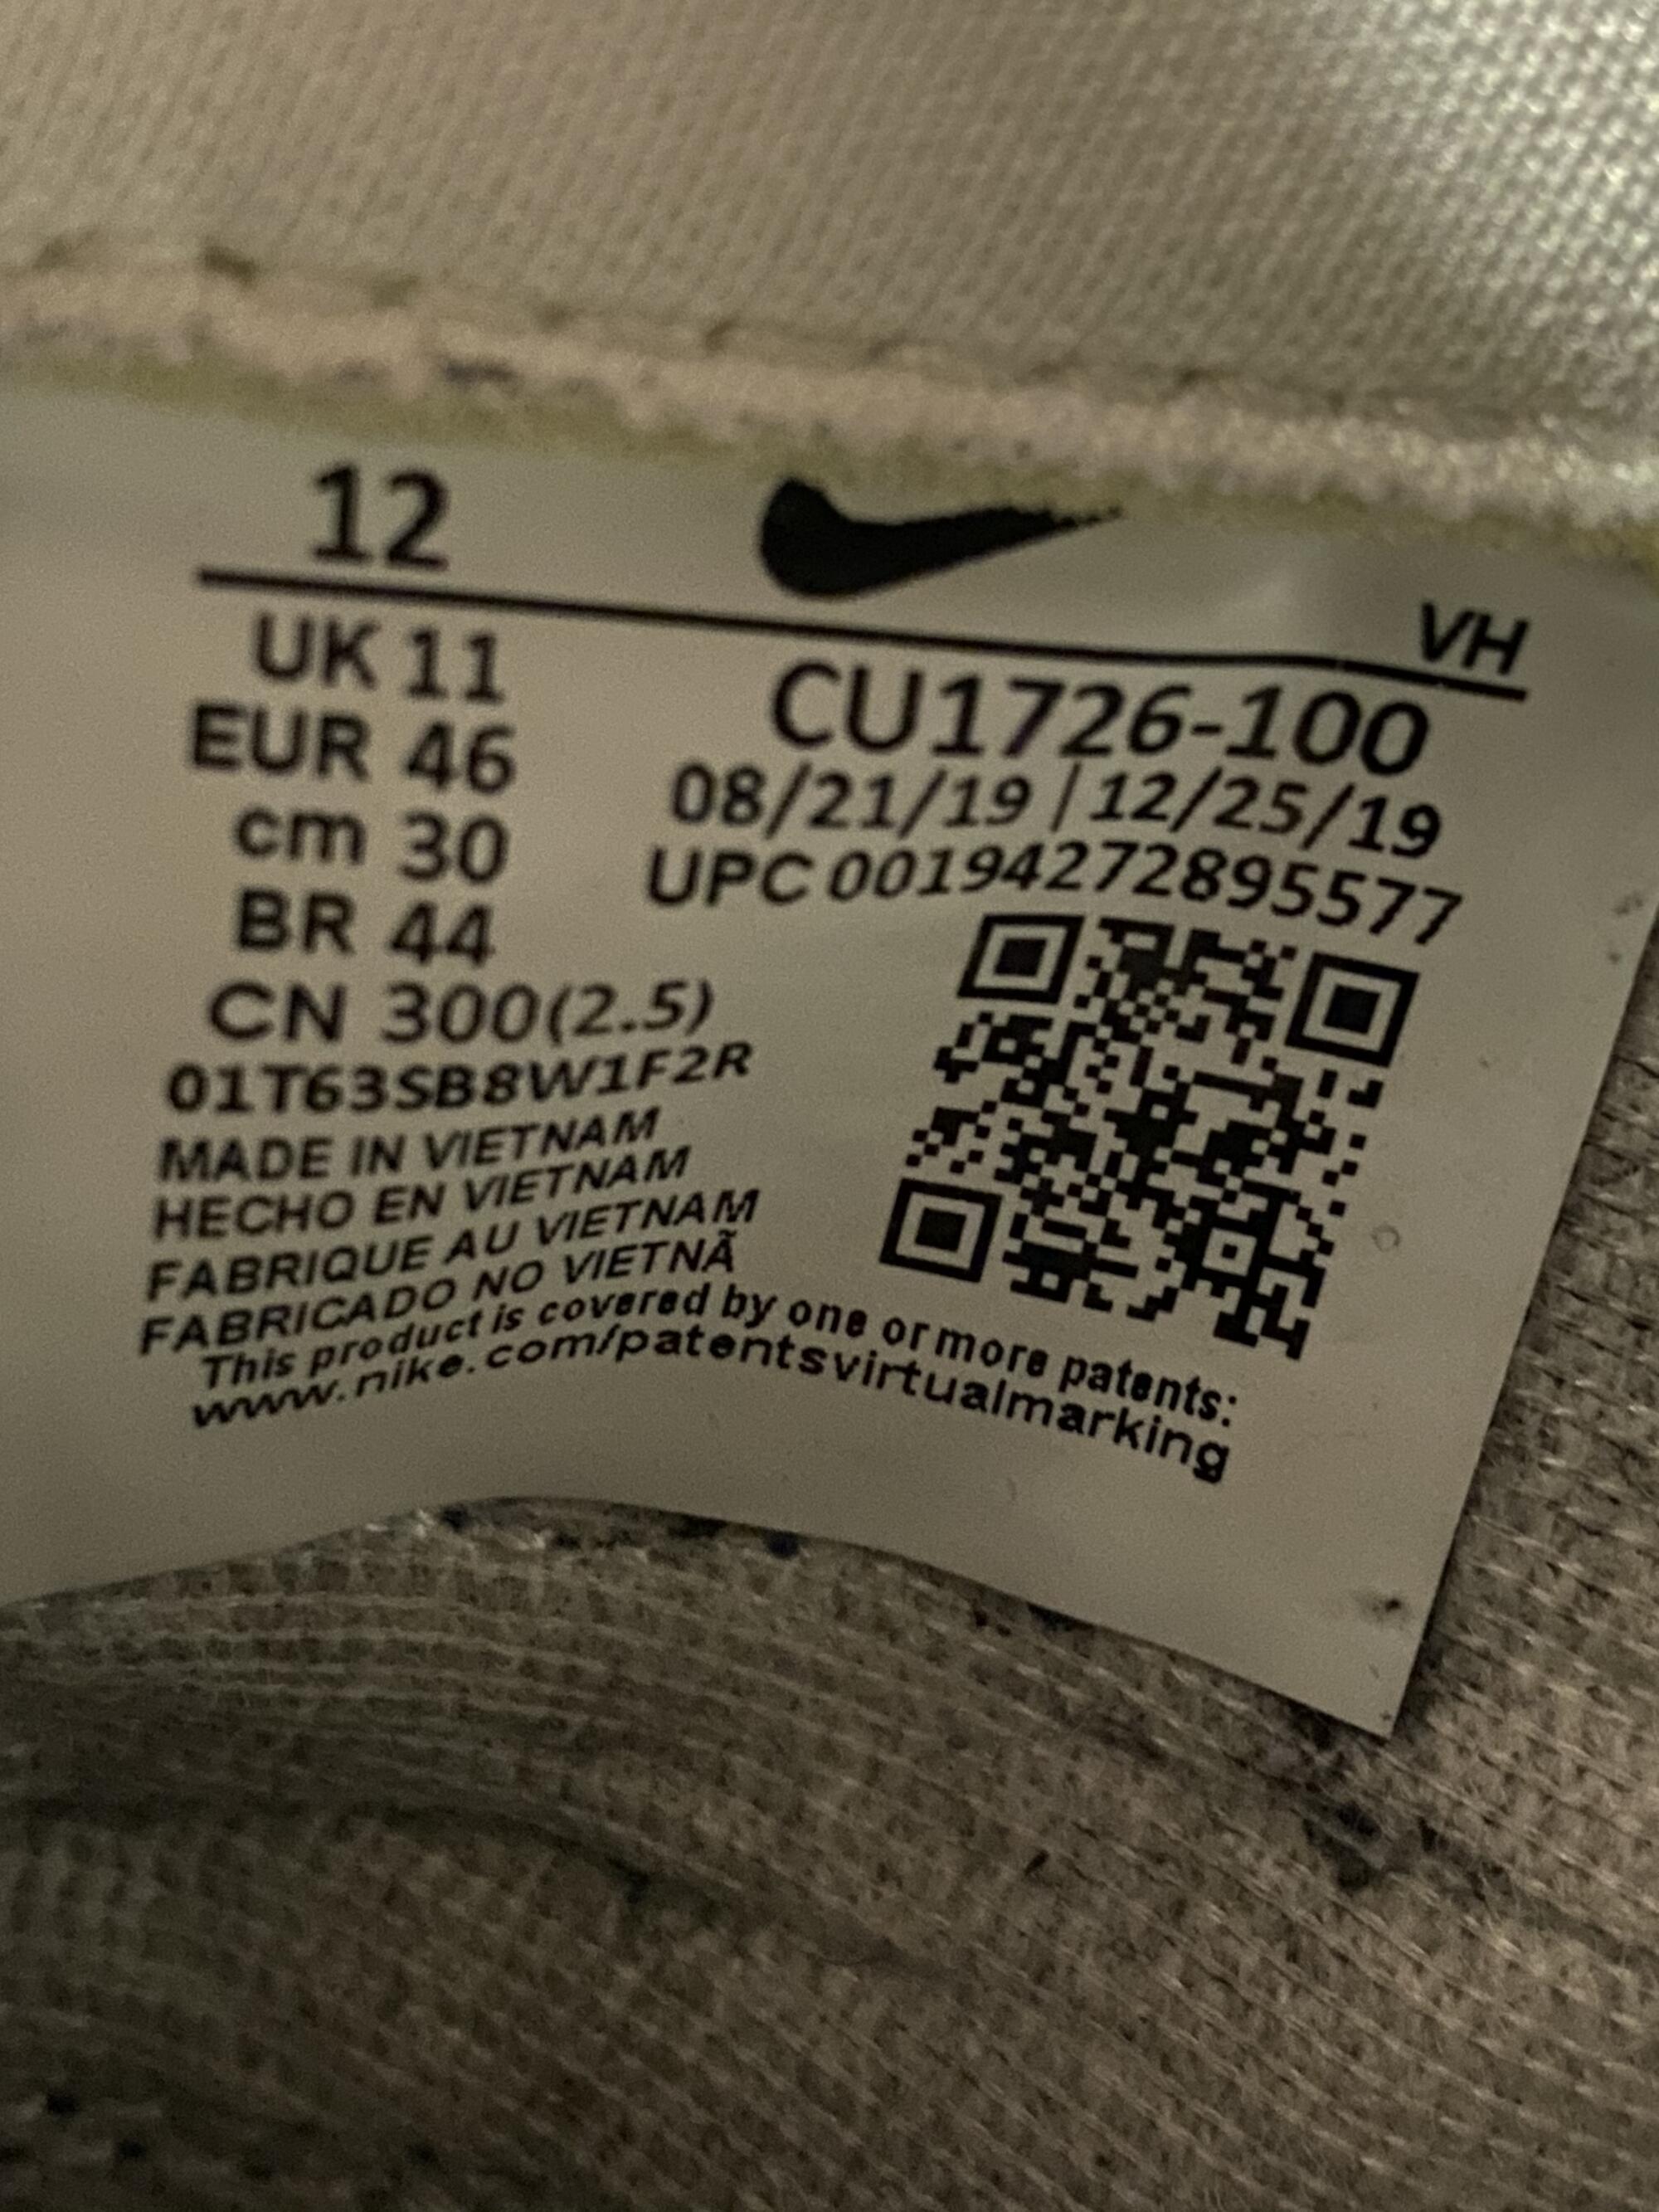 12
VH
UK 11
EUR 46
cm 30
BR 44
CN 300(2.5)
01T63SB8W1F2R
CU1726-100
08/21/19 | 12/25/19
UPC 00194272895577
MADE IN VIETNAM
HECHO EN VIETNAM
FABRIQUE AU VIETNAM
FABRICADO NO VIETNÃ
This product is covered by one or more patents:
www.nike.com/patentsvirtualmarking